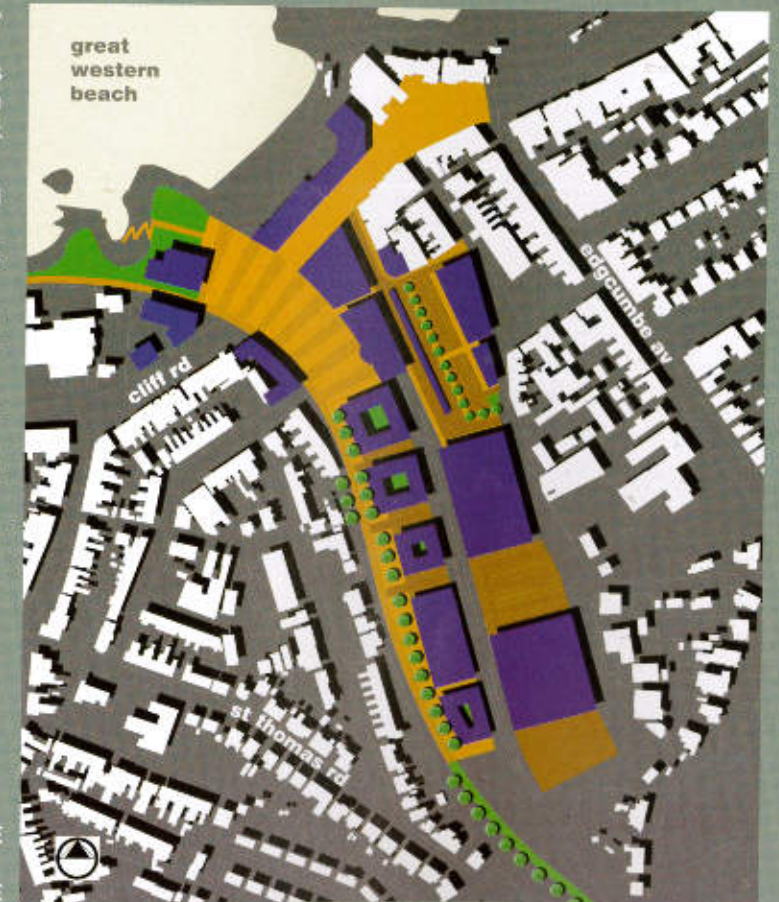 great
western
beach
edgcumbe av
cliff rd
st thomas rd